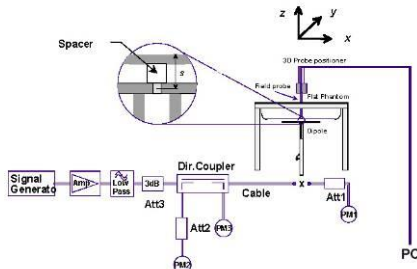 z
y
x
Spacer
s
3D Probe positioner
Field probe
Flat Phantom
Dipole
Signal
Generato
Amp
Low
Pass
3dB
Att3
Dir.Coupler
Cable
x
Att1
PM1
Att2
PM3
PM2
PC